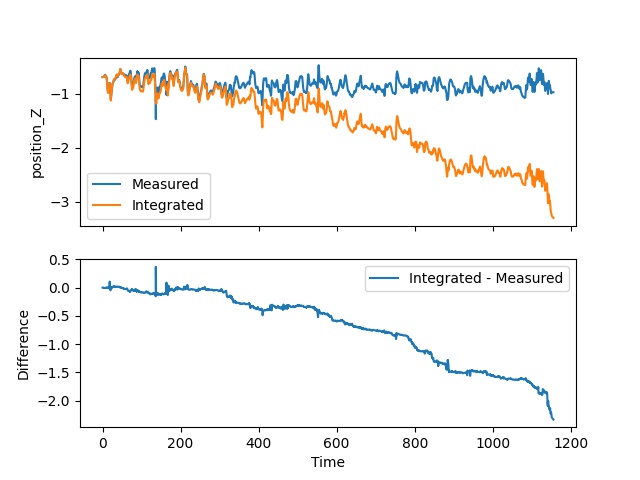 position_Z
−1
−2
−3
Measured
Integrated
Difference
0.5
0.0
−0.5
−1.0
−1.5
−2.0
Integrated - Measured
0 200 400 600 800 1000 1200
Time